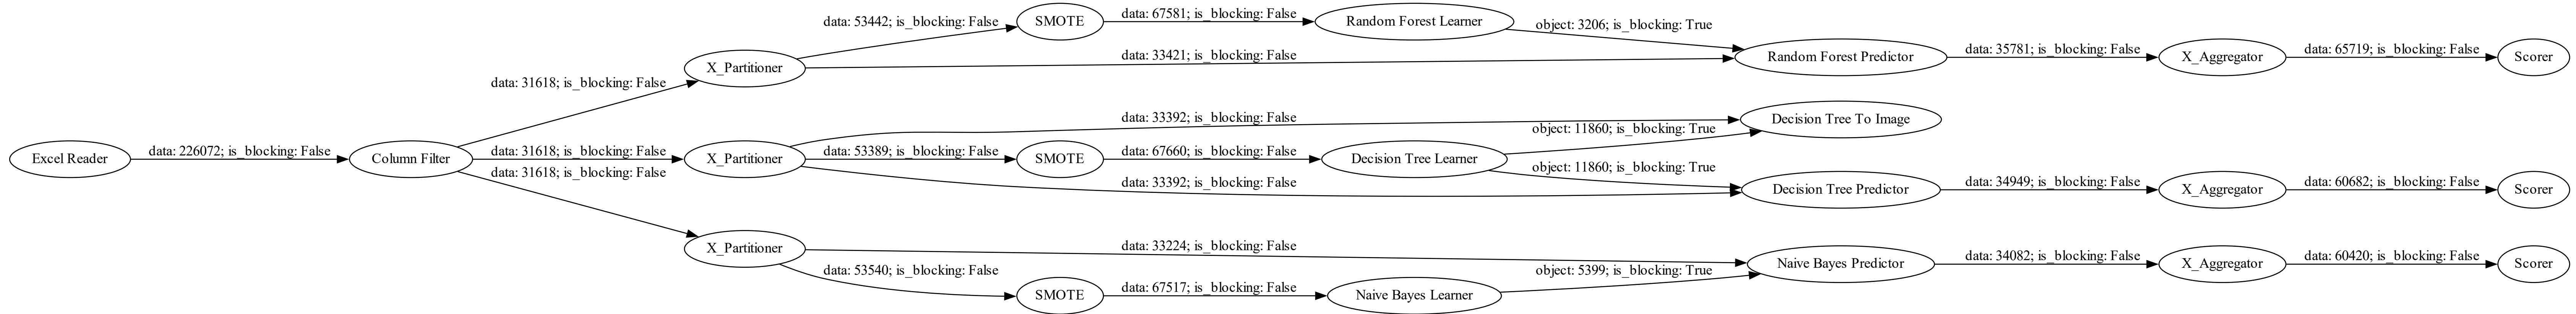 Excel Reader
data: 226072; is_blocking: False
Column Filter
data: 31618; is_blocking: False
data: 31618; is_blocking: False
data: 31618; is_blocking: False
X_Partitioner
data: 53442; is_blocking: False
SMOTE
data: 67581; is_blocking: False
Random Forest Learner
object: 3206; is_blocking: True
data: 33421; is_blocking: False
Random Forest Predictor
data: 35781; is_blocking: False
X_Aggregator
data: 65719; is_blocking: False
Scorer
X_Partitioner
data: 33392; is_blocking: False
Decision Tree To Image
data: 53389; is_blocking: False
SMOTE
data: 67660; is_blocking: False
Decision Tree Learner
object: 11860; is_blocking: True
object: 11860; is_blocking: True
data: 33392; is_blocking: False
Decision Tree Predictor
data: 34949; is_blocking: False
X_Aggregator
data: 60682; is_blocking: False
Scorer
X_Partitioner
data: 33224; is_blocking: False
data: 53540; is_blocking: False
SMOTE
data: 67517; is_blocking: False
Naive Bayes Learner
object: 5399; is_blocking: True
Naive Bayes Predictor
data: 34082; is_blocking: False
X_Aggregator
data: 60420; is_blocking: False
Scorer